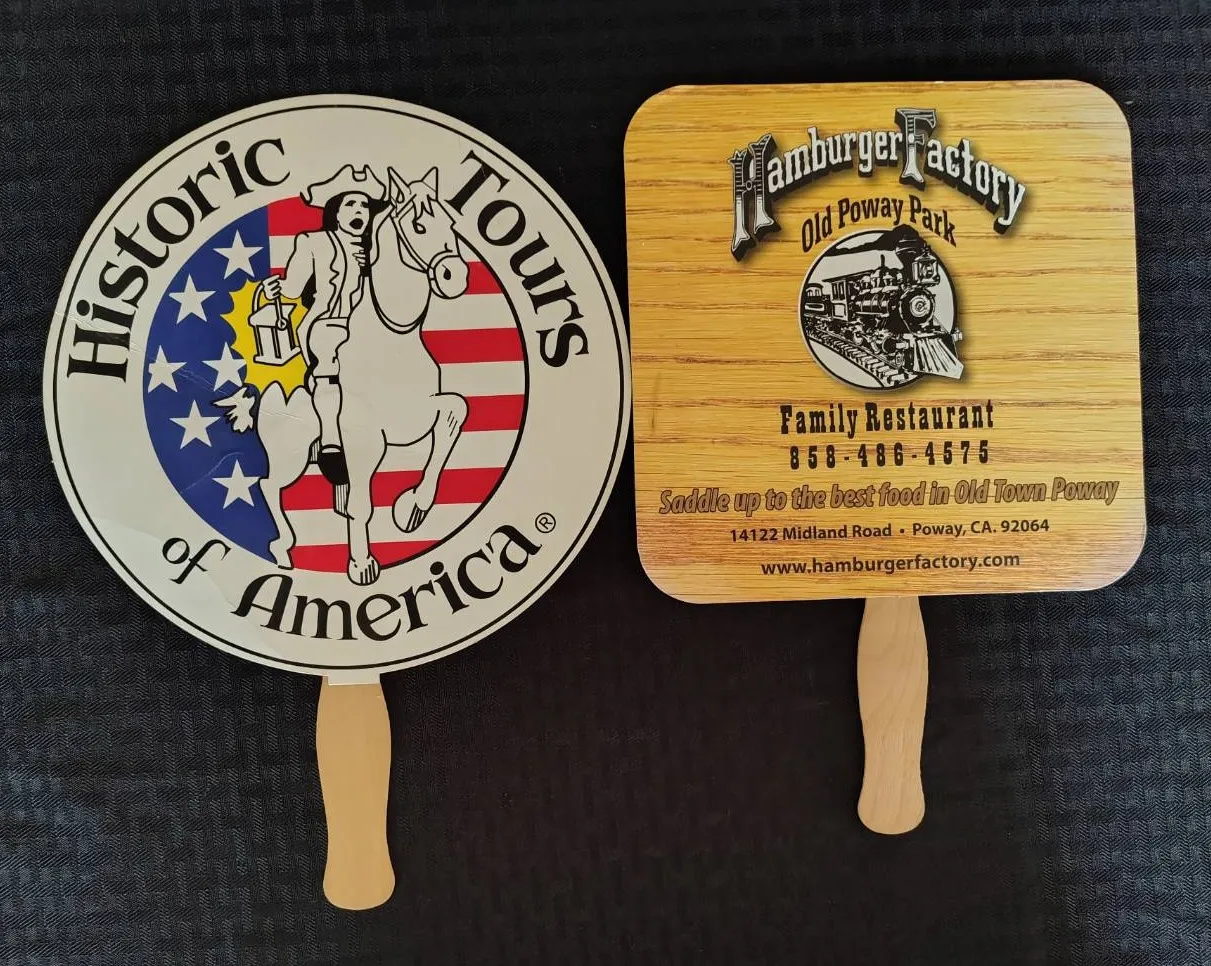 Historic Tours
of America®
Hamburger Factory
Old Poway Park
Family Restaurant
858-486-4575
Saddle up to the best food in Old Town Poway
14122 Midland Road • Poway, CA. 92064
www.hamburgerfactory.com